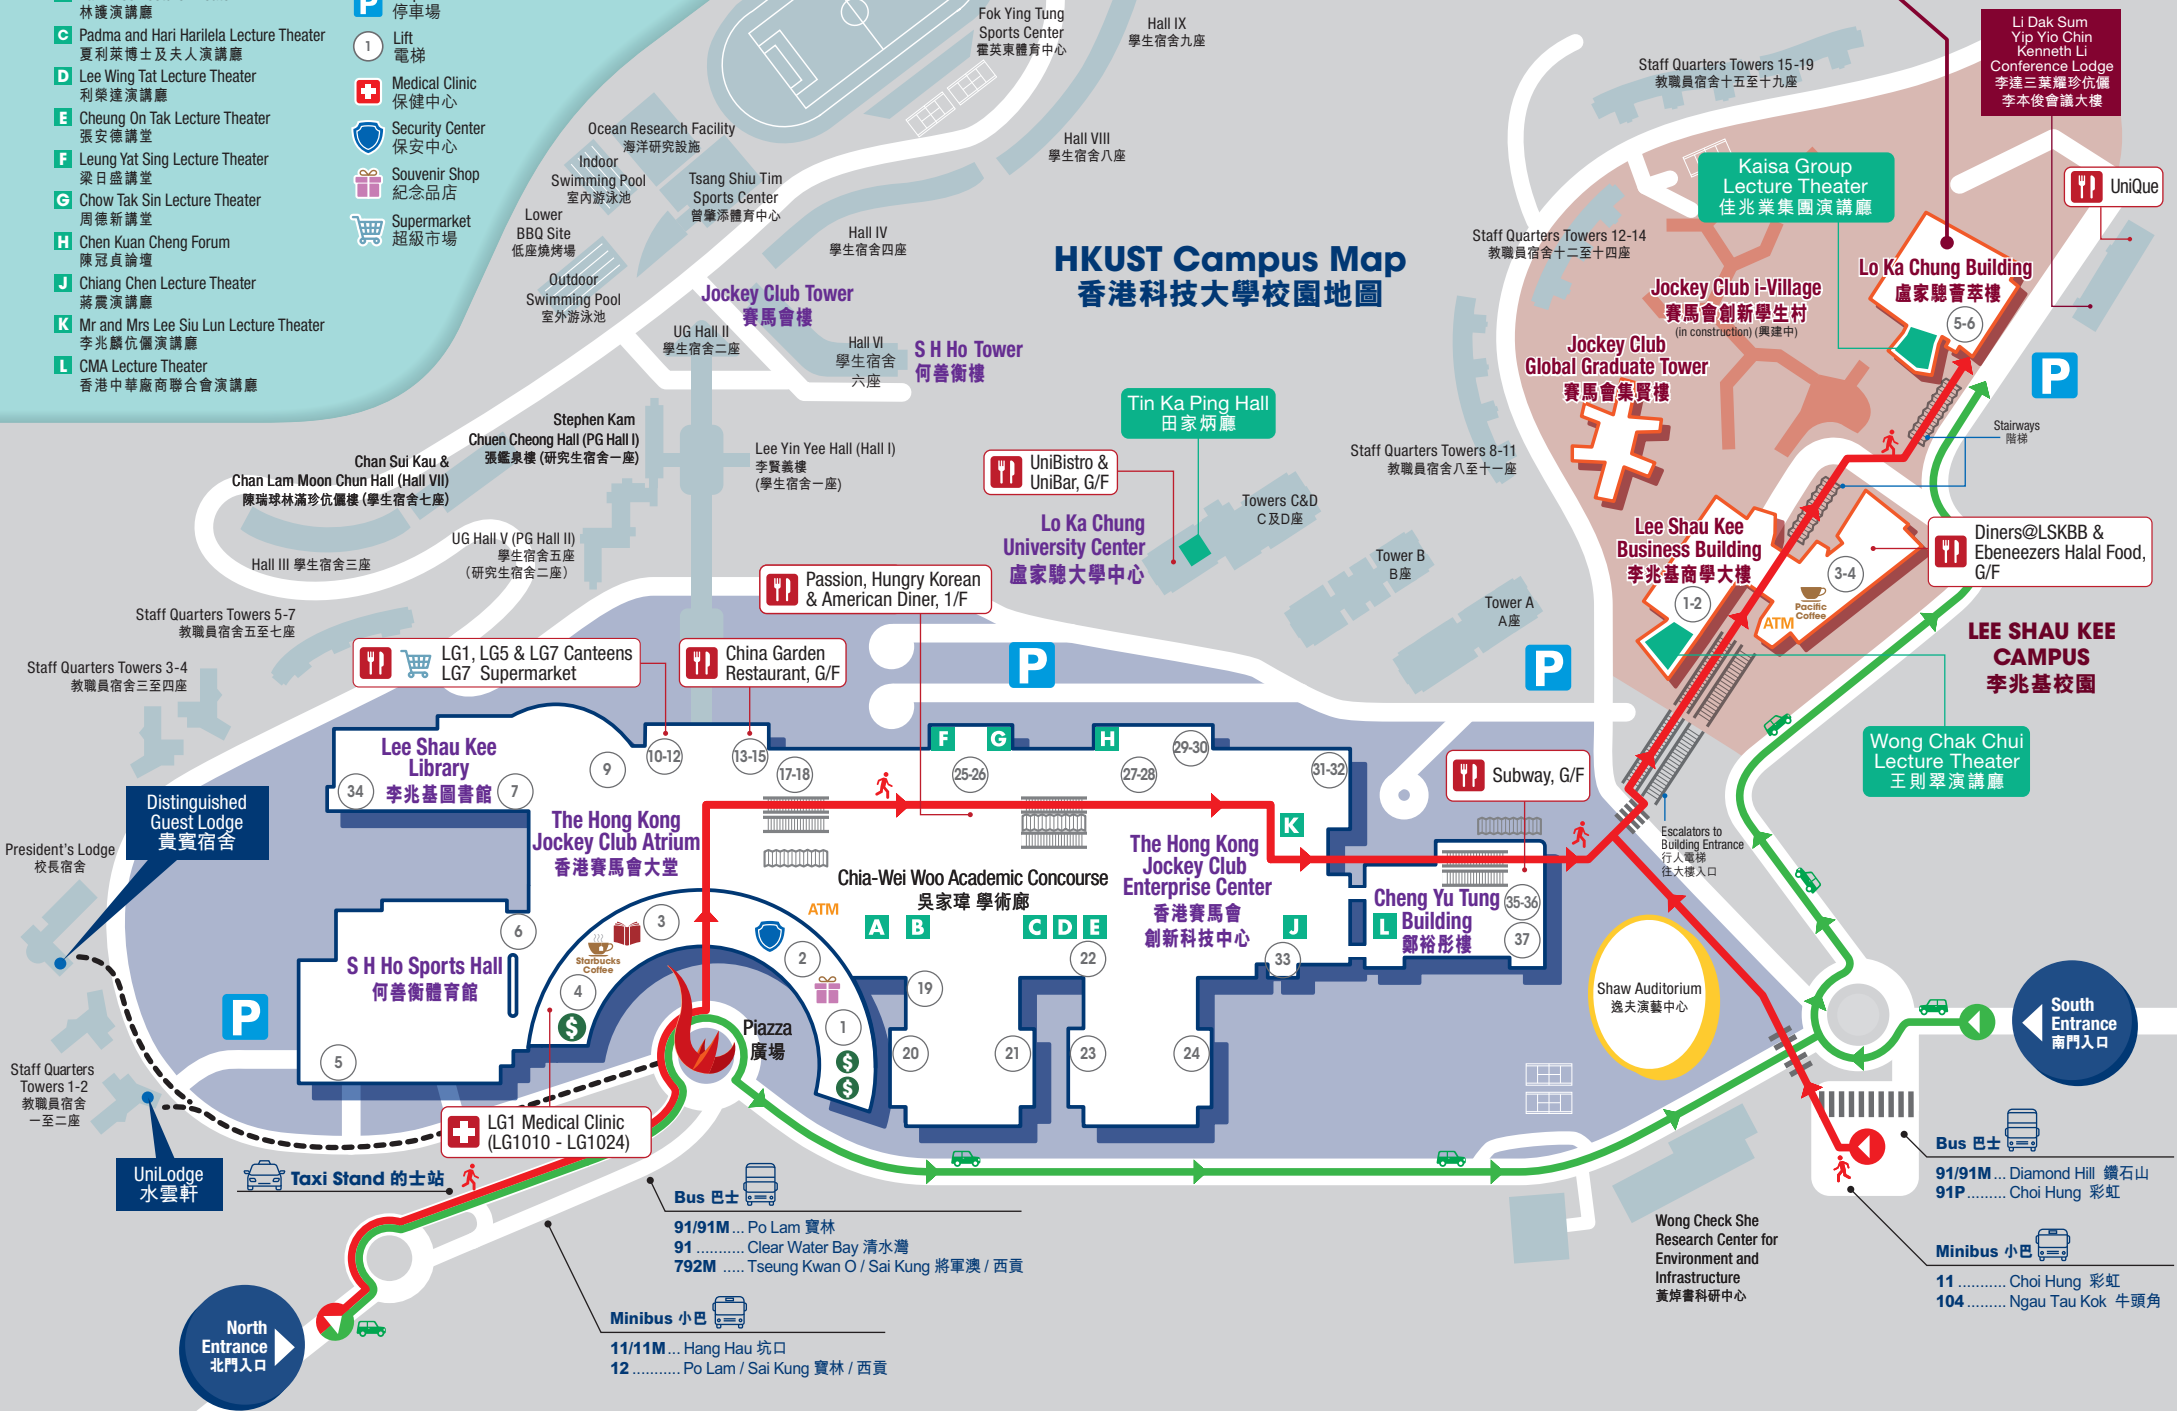 林護演講廳
C Padma and Hari Harilela Lecture Theater
夏利萊博士及夫人演講廳
D Lee Wing Tat Lecture Theater
利榮達演講廳
E Cheung On Tak Lecture Theater
張安德講堂
F Leung Yat Sing Lecture Theater
梁日盛講堂
G Chow Tak Sin Lecture Theater
周德新講堂
H Chen Kuan Cheng Forum
陳冠貞論壇
J Chiang Chen Lecture Theater
蔣震演講廳
K Mr and Mrs Lee Siu Lun Lecture Theater
李兆麟伉儷演講廳
L CMA Lecture Theater
香港中華廠商聯合會演講廳
P
停車場
1 Lift
電梯
Medical Clinic
保健中心
Security Center
保安中心
Souvenir Shop
紀念品店
Supermarket
超級市場
Fok Ying Tung
Sports Center
霍英東體育中心
Hall IX
學生宿舍九座
Hall VIII
學生宿舍八座
Ocean Research Facility
海洋研究設施
Indoor
Swimming Pool
室內游泳池
Tsang Shiu Tim
Sports Center
曾肇添體育中心
Lower
BBQ Site
低座燒烤場
Hall IV
學生宿舍四座
Outdoor
Swimming Pool
室外游泳池
HKUST Campus Map
香港科技大學校園地圖
Jockey Club Tower
賽馬會樓
UG Hall II
學生宿舍二座
Hall VI
學生宿舍
六座
S H Ho Tower
何善衡樓
Staff Quarters Towers 15-19
教職員宿舍十五至十九座
Li Dak Sum
Yip Yio Chin
Kenneth Li
Conference Lodge
李達三葉耀珍伉儷
李本俊會議大樓
Kaisa Group
Lecture Theater
佳兆業集團演講廳
UniQue
Staff Quarters Towers 12-14
教職員宿舍十二至十四座
Lo Ka Chung Building
盧家驄薈萃樓
5-6
Jockey Club i-Village
賽馬會創新學生村
(in construction) (興建中)
Jockey Club
Global Graduate Tower
賽馬會集賢樓
P
Stairways
階梯
Stephen Kam
Chuen Cheong Hall (PG Hall I)
張鑑泉樓 (研究生宿舍一座)
Chan Sui Kau &
Chan Lam Moon Chun Hall (Hall VII)
陳瑞球林滿珍伉儷樓 (學生宿舍七座)
Lee Yin Yee Hall (Hall I)
李賢義樓
(學生宿舍一座)
Tin Ka Ping Hall
田家炳廳
UniBistro &
UniBar, G/F
Lo Ka Chung
University Center
盧家驄大學中心
Towers C&D
C及D座
Tower B
B座
Tower A
A座
Staff Quarters Towers 8-11
教職員宿舍八至十一座
UG Hall V (PG Hall II)
學生宿舍五座
(研究生宿舍二座)
Hall III 學生宿舍三座
Staff Quarters Towers 5-7
教職員宿舍五至七座
Staff Quarters Towers 3-4
教職員宿舍三至四座
Passion, Hungry Korean
& American Diner, 1/F
LG1, LG5 & LG7 Canteens
LG7 Supermarket
China Garden
Restaurant, G/F
P
P
Lee Shau Kee
Business Building
李兆基商學大樓
1-2
3-4
Pacific
Coffee
ATM
Diners@LSKBB &
Ebeneezers Halal Food,
G/F
LEE SHAU KEE
CAMPUS
李兆基校園
Wong Chak Chui
Lecture Theater
王則翠演講廳
Subway, G/F
Escalators to
Building Entrance
行人電梯
往大樓入口
Lee Shau Kee
Library
李兆基圖書館
34
7
9
10-12
13-15
17-18
F
G
25-26
H
27-28
29-30
31-32
The Hong Kong
Jockey Club Atrium
香港賽馬會大堂
K
The Hong Kong
Jockey Club
Enterprise Center
香港賽馬會
創新科技中心
Chia-Wei Woo Academic Concourse
吳家瑋 學術廊
ATM
A
B
C
D
E
J
L
Cheng Yu Tung
Building
鄭裕彤樓
35-36
37
33
22
19
20
21
23
24
Distinguished
Guest Lodge
貴賓宿舍
President's Lodge
校長宿舍
S H Ho Sports Hall
何善衡體育館
6
5
3
Starbucks
Coffee
4
$
2
1
$
$
Piazza
廣場
P
Shaw Auditorium
逸夫演藝中心
South
Entrance
南門入口
Staff Quarters
Towers 1-2
教職員宿舍
一至二座
UniLodge
水雲軒
LG1 Medical Clinic
(LG1010 - LG1024)
Taxi Stand 的士站
North
Entrance
北門入口
Bus 巴士
91/91M ... Po Lam 寶林
91 ........... Clear Water Bay 清水灣
792M ..... Tseung Kwan O / Sai Kung 將軍澳 / 西貢
Minibus 小巴
11/11M ... Hang Hau 坑口
12 ........... Po Lam / Sai Kung 寶林 / 西貢
Wong Check She
Research Center for
Environment and
Infrastructure
黃焯書科研中心
Bus 巴士
91/91M ... Diamond Hill 鑽石山
91P ......... Choi Hung 彩虹
Minibus 小巴
11 ........... Choi Hung 彩虹
104 ......... Ngau Tau Kok 牛頭角